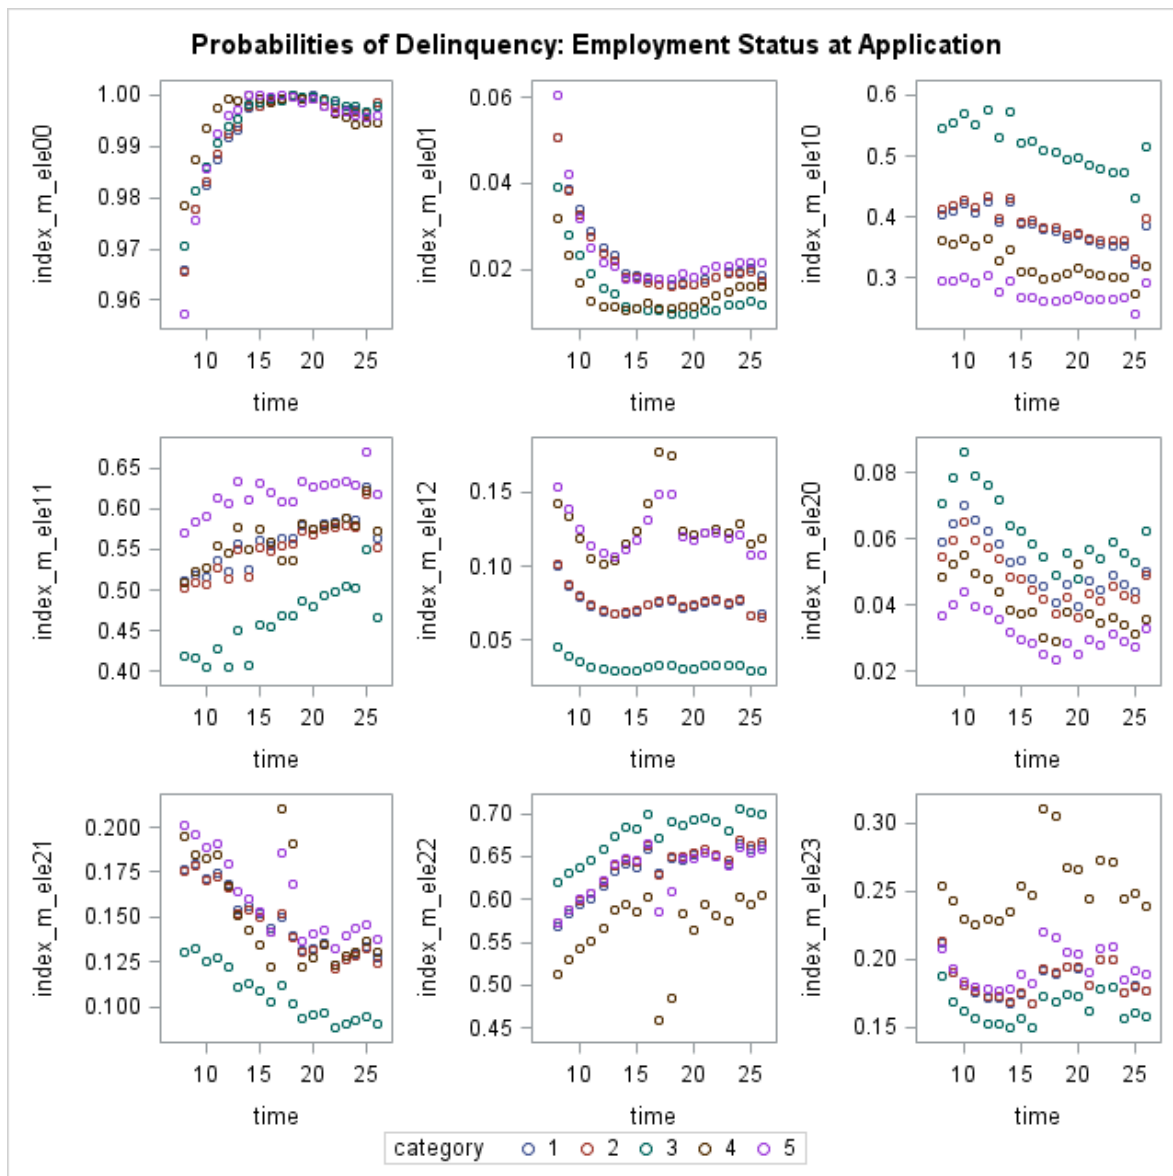 Probabilities of Delinquency: Employment Status at Application
index_m_ele00
1.00
0.99
0.98
0.97
0.96
10 15 20 25
time
index_m_ele01
0.06
0.04
0.02
10 15 20 25
time
index_m_ele10
0.6
0.5
0.4
0.3
10 15 20 25
time
index_m_ele11
0.65
0.60
0.55
0.50
0.45
0.40
10 15 20 25
time
index_m_ele12
0.15
0.10
0.05
10 15 20 25
time
index_m_ele20
0.08
0.06
0.04
0.02
10 15 20 25
time
index_m_ele21
0.200
0.175
0.150
0.125
0.100
10 15 20 25
time
index_m_ele22
0.70
0.65
0.60
0.55
0.50
0.45
10 15 20 25
time
index_m_ele23
0.30
0.25
0.20
0.15
10 15 20 25
time
category 1 2 3 4 5